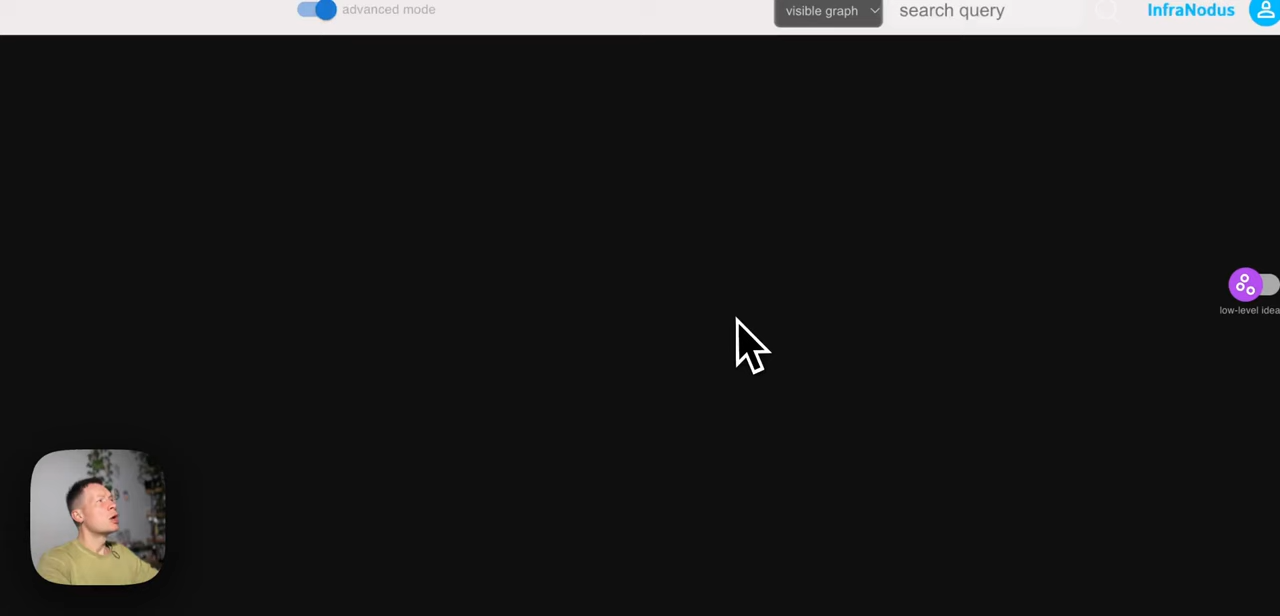 advanced mode
visible graph
search query
InfraNodus
low-level idea